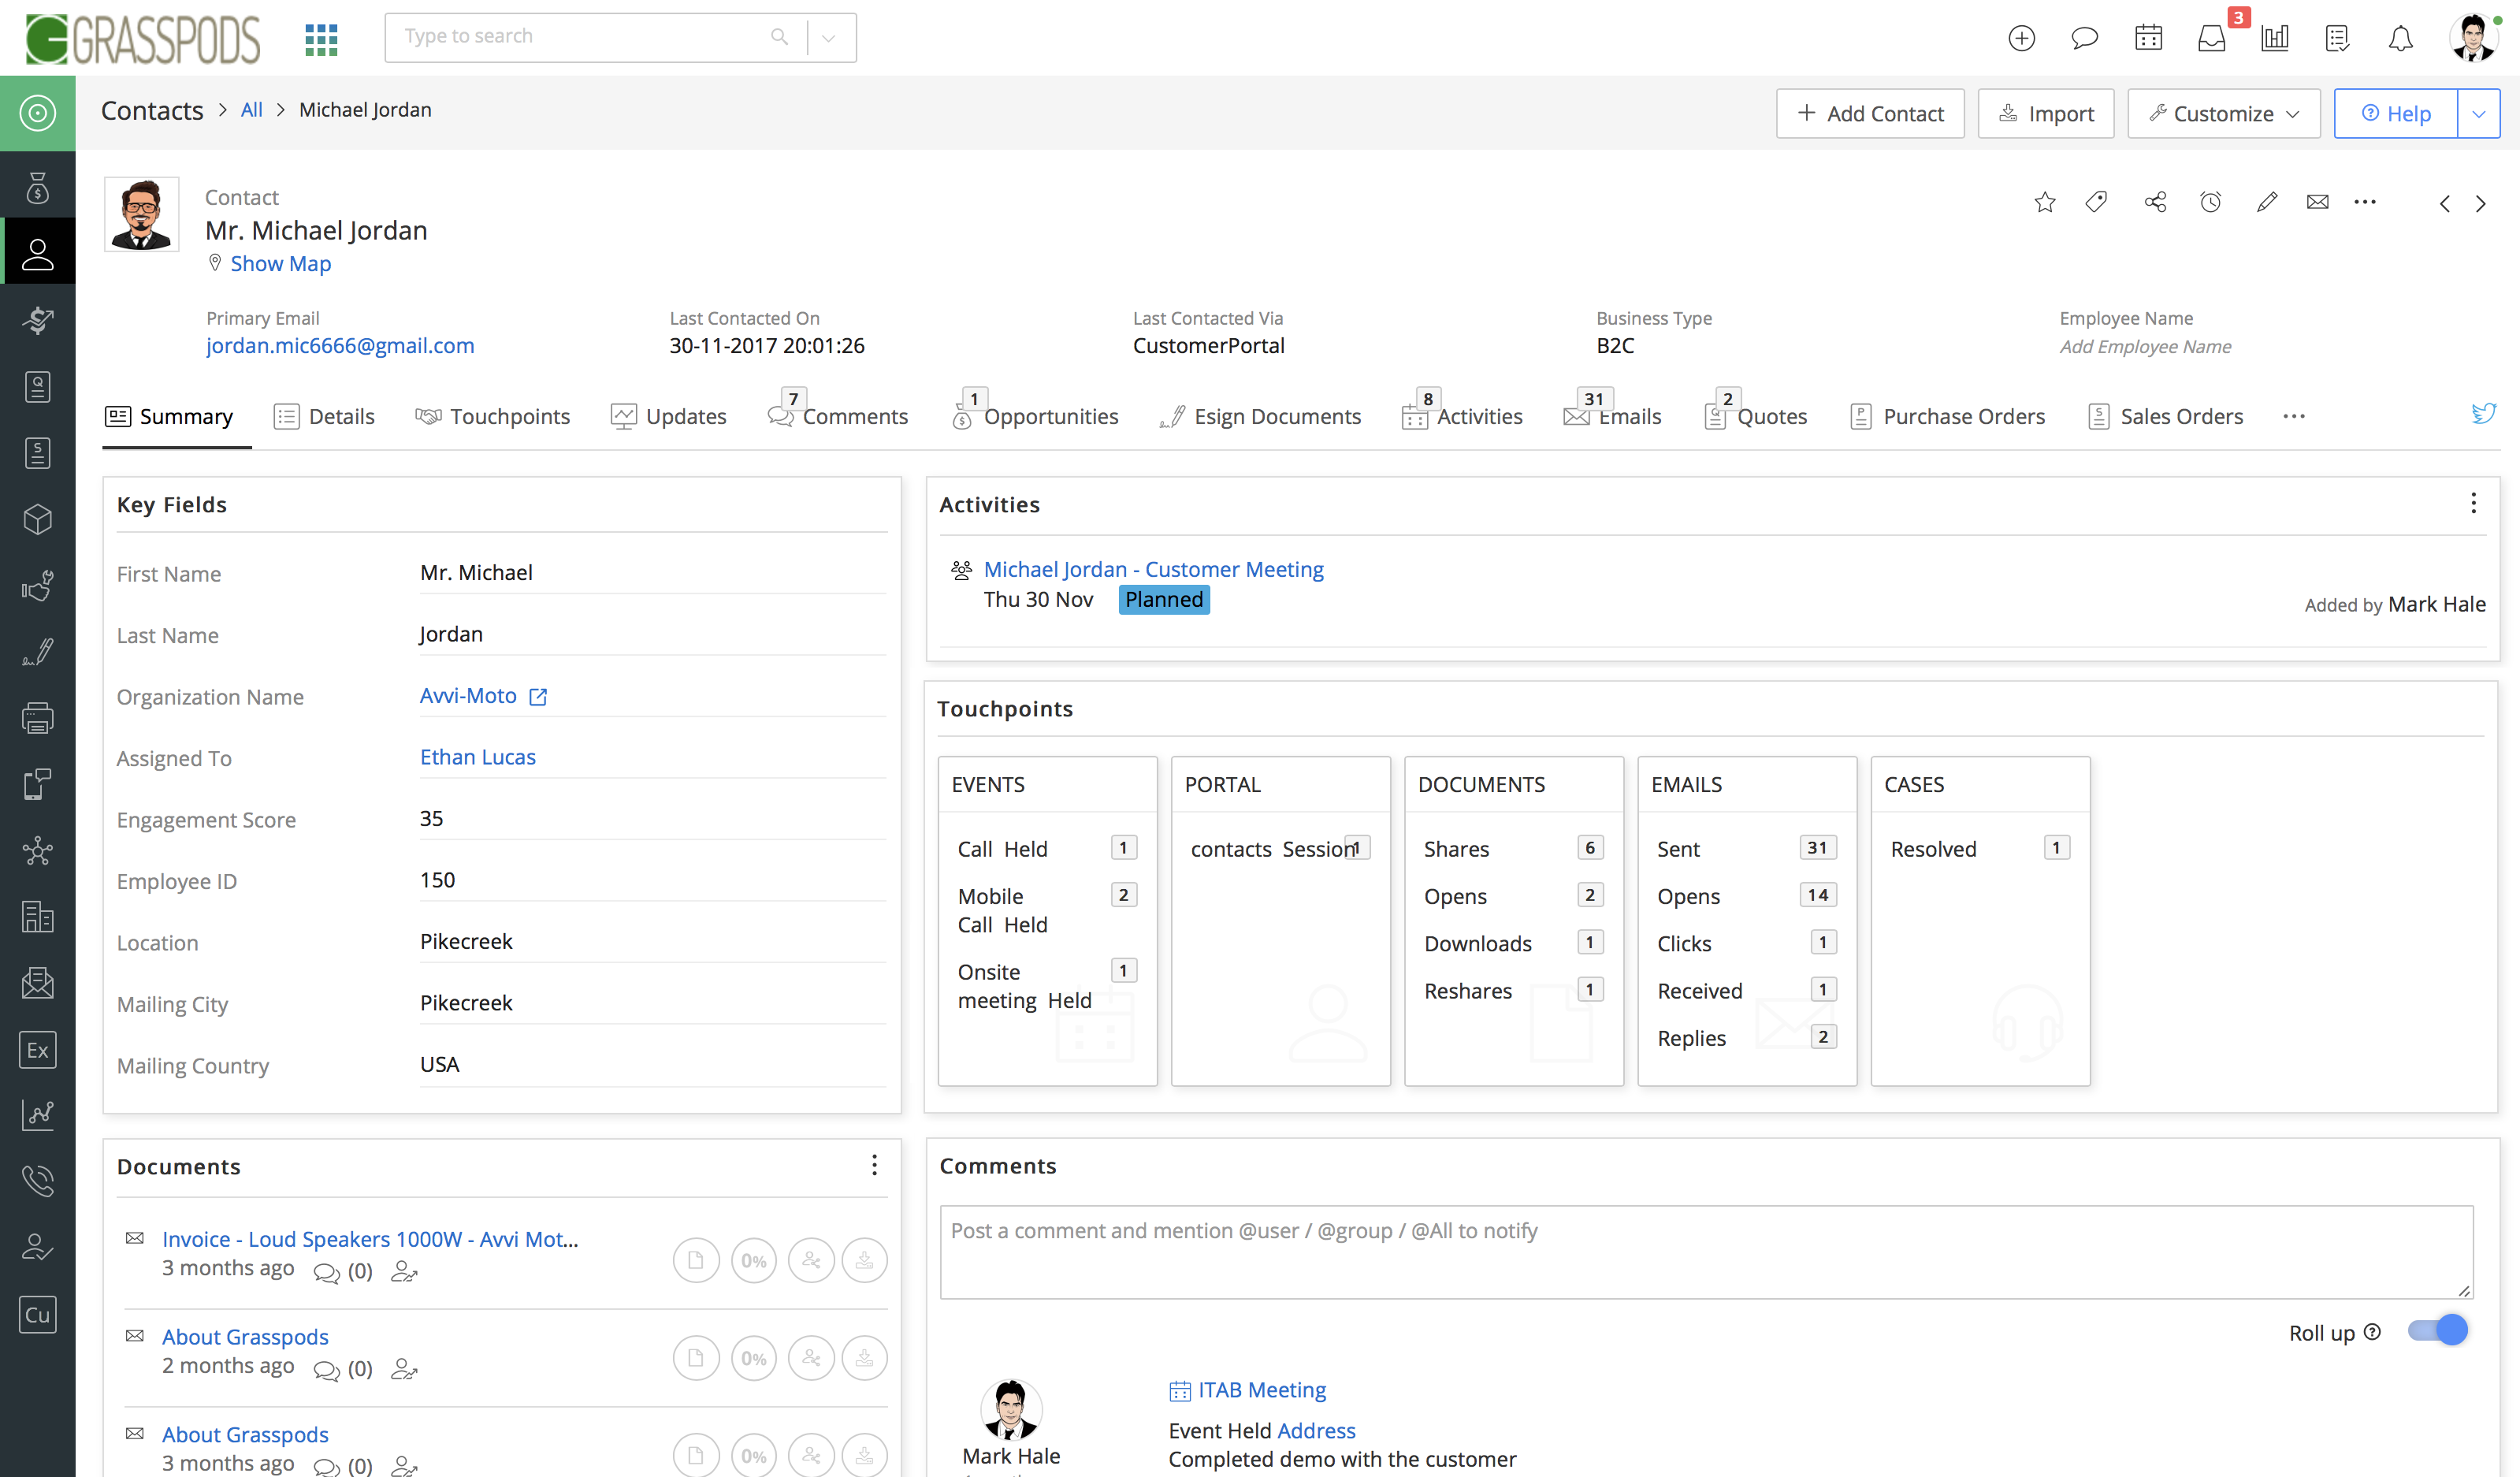 GRASSPODS
Type to search
3
Contacts > All > Michael Jordan
Add Contact
Import
Customize
Help
Contact
Mr. Michael Jordan
Show Map
Primary Email
jordan.mic6666@gmail.com
Last Contacted On
30-11-2017 20:01:26
Last Contacted Via
CustomerPortal
Business Type
B2C
Employee Name
Add Employee Name
Summary
Details
Touchpoints
Updates
7 Comments
1 Opportunities
Esign Documents
8 Activities
31 Emails
2 Quotes
Purchase Orders
Sales Orders
Key Fields
First Name Mr. Michael
Last Name Jordan
Organization Name Avvi-Moto
Assigned To Ethan Lucas
Engagement Score 35
Employee ID 150
Location Pikecreek
Mailing City Pikecreek
Mailing Country USA
Activities
Michael Jordan - Customer Meeting
Thu 30 Nov Planned
Added by Mark Hale
Touchpoints
EVENTS
Call Held 1
Mobile 2
Call Held
Onsite 1
meeting Held
PORTAL
contacts Session 1
DOCUMENTS
Shares 6
Opens 2
Downloads 1
Reshares 1
EMAILS
Sent 31
Opens 14
Clicks 1
Received 1
Replies 2
CASES
Resolved 1
Documents
Invoice - Loud Speakers 1000W - Avvi Mot...
3 months ago (0)
0%
About Grasspods
2 months ago (0)
0%
About Grasspods
3 months ago (0)
0%
Comments
Post a comment and mention @user / @group / @All to notify
Roll up
Mark Hale
ITAB Meeting
Event Held Address
Completed demo with the customer
Q
S
Ex
Cu